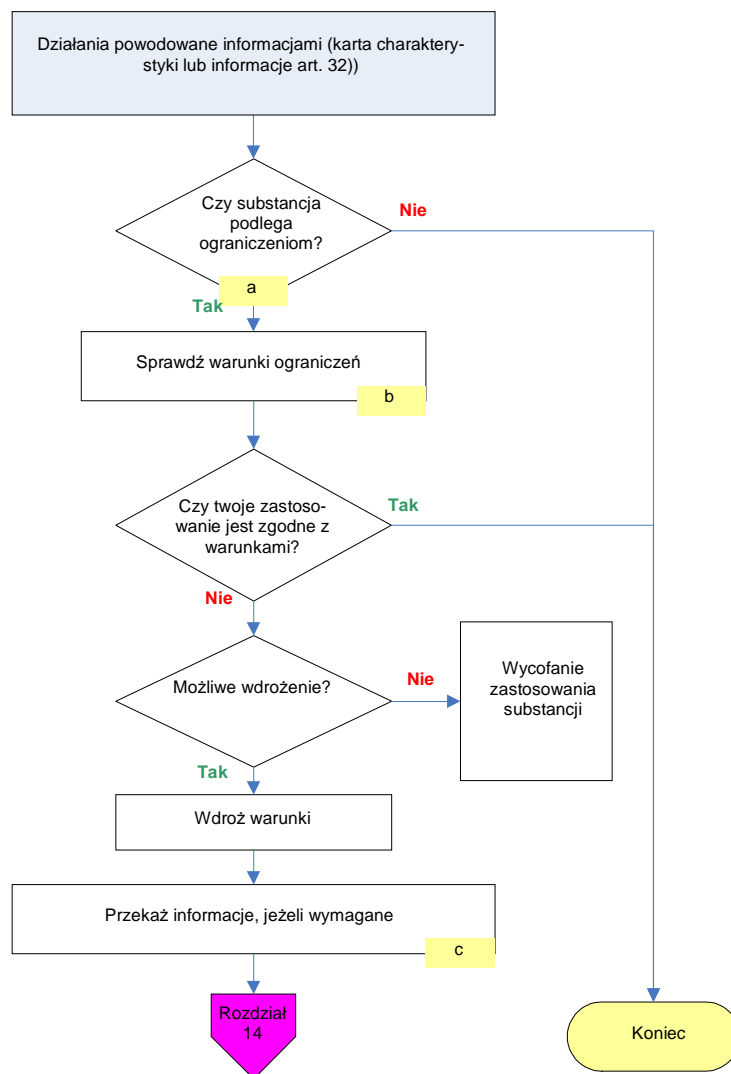 Działania powodowane informacjami (karta charaktery-
styki lub informacje art. 32))
Czy substancja
podlega
ograniczeniom?
Nie
a
Tak
Sprawdź warunki ograniczeń
b
Czy twoje zastoso-
wanie jest zgodne z
warunkami?
Tak
Nie
Możliwe wdrożenie?
Nie
Wycofanie
zastosowania
substancji
Tak
Wdroż warunki
Przekaż informacje, jeżeli wymagane
c
Rozdział
14
Koniec